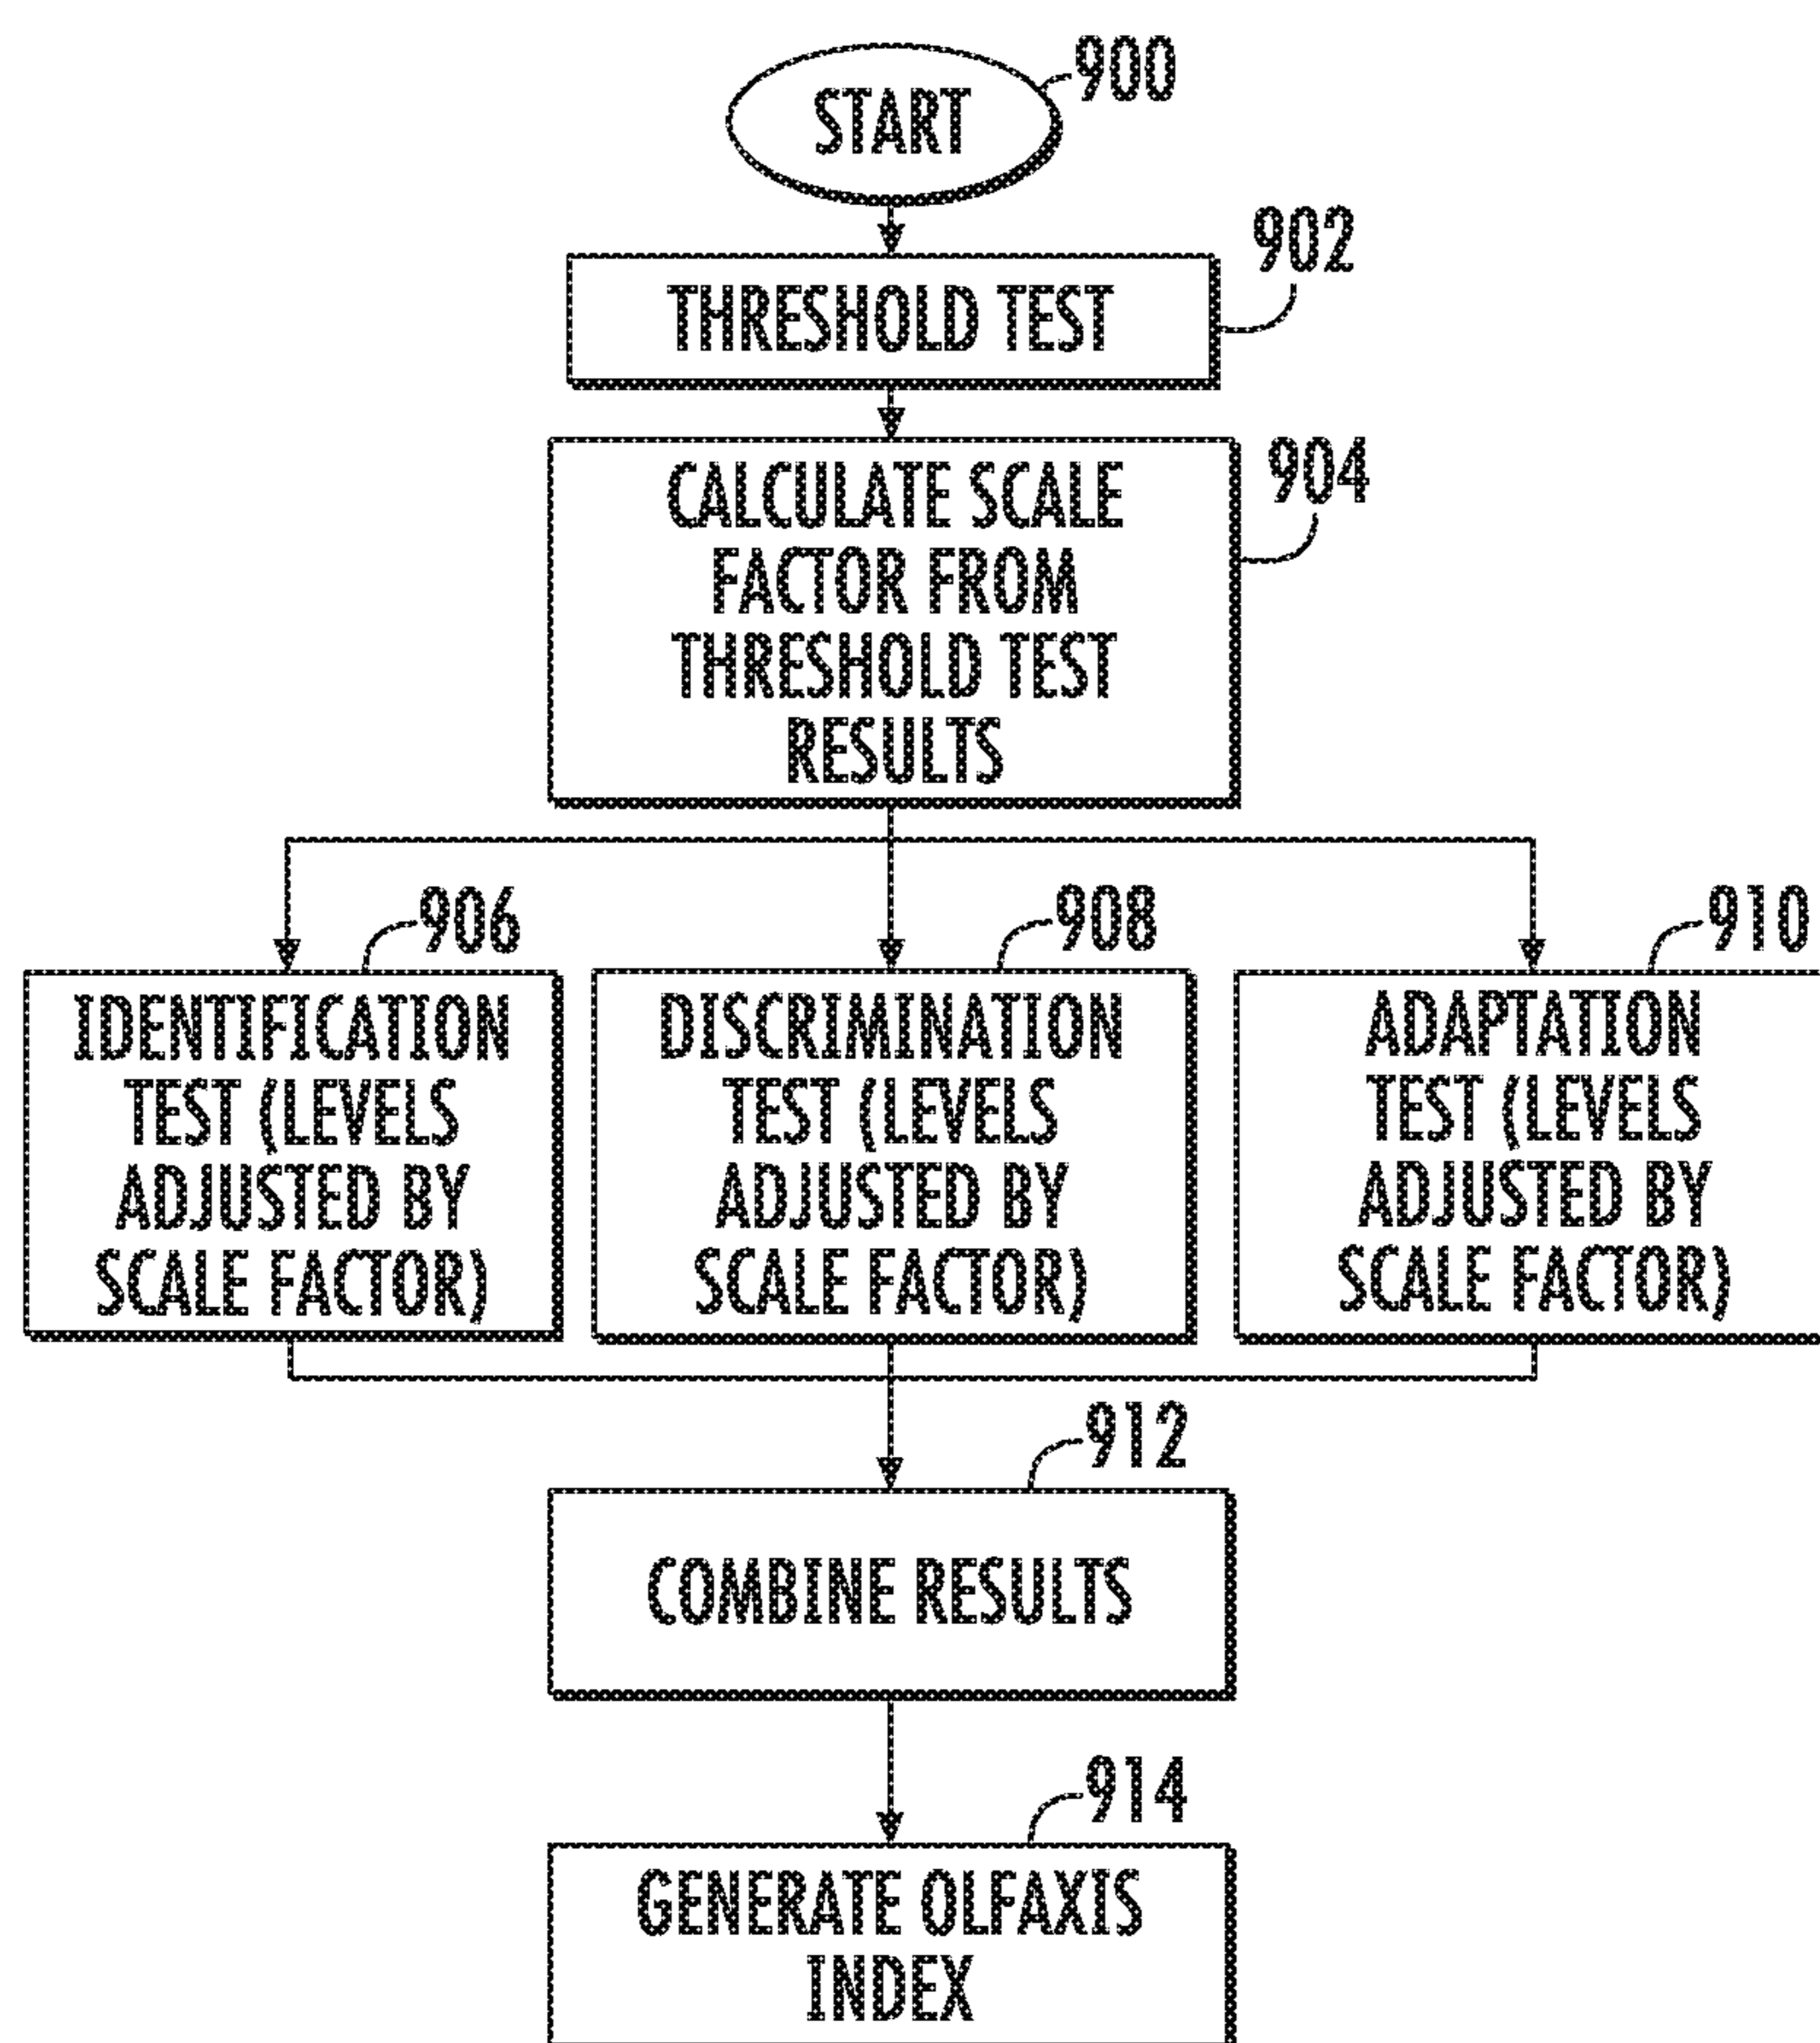 START
900
THRESHOLD TEST
902
CALCULATE SCALE
FACTOR FROM
THRESHOLD TEST
RESULTS
904
906
IDENTIFICATION
TEST (LEVELS
ADJUSTED BY
SCALE FACTOR)
908
DISCRIMINATION
TEST (LEVELS
ADJUSTED BY
SCALE FACTOR)
910
ADAPTATION
TEST (LEVELS
ADJUSTED BY
SCALE FACTOR)
912
COMBINE RESULTS
914
GENERATE OLFAXIS
INDEX